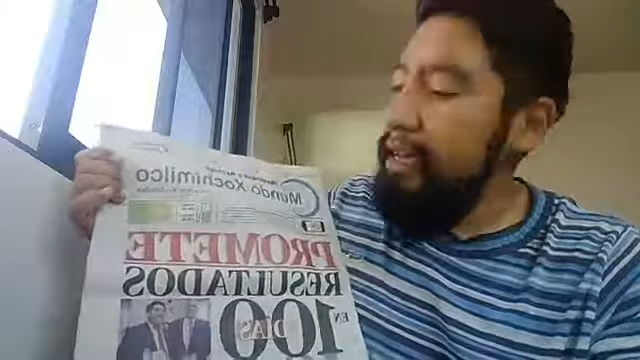 Mundo Xochimilco
PROMETE
RESULTADOS
EN 100
DÍAS